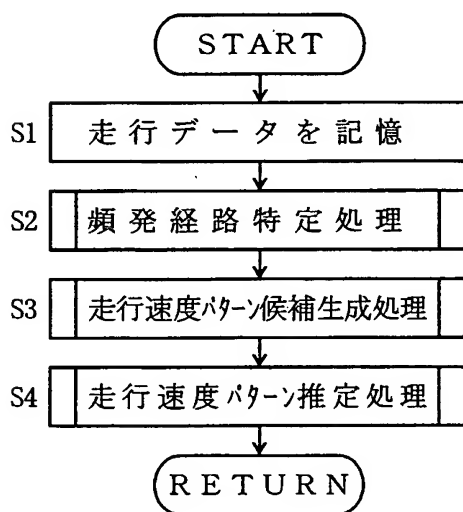 START
S1 走行データを記憶
S2 頻発経路特定処理
S3 走行速度パターン候補生成処理
S4 走行速度パターン推定処理
RETURN